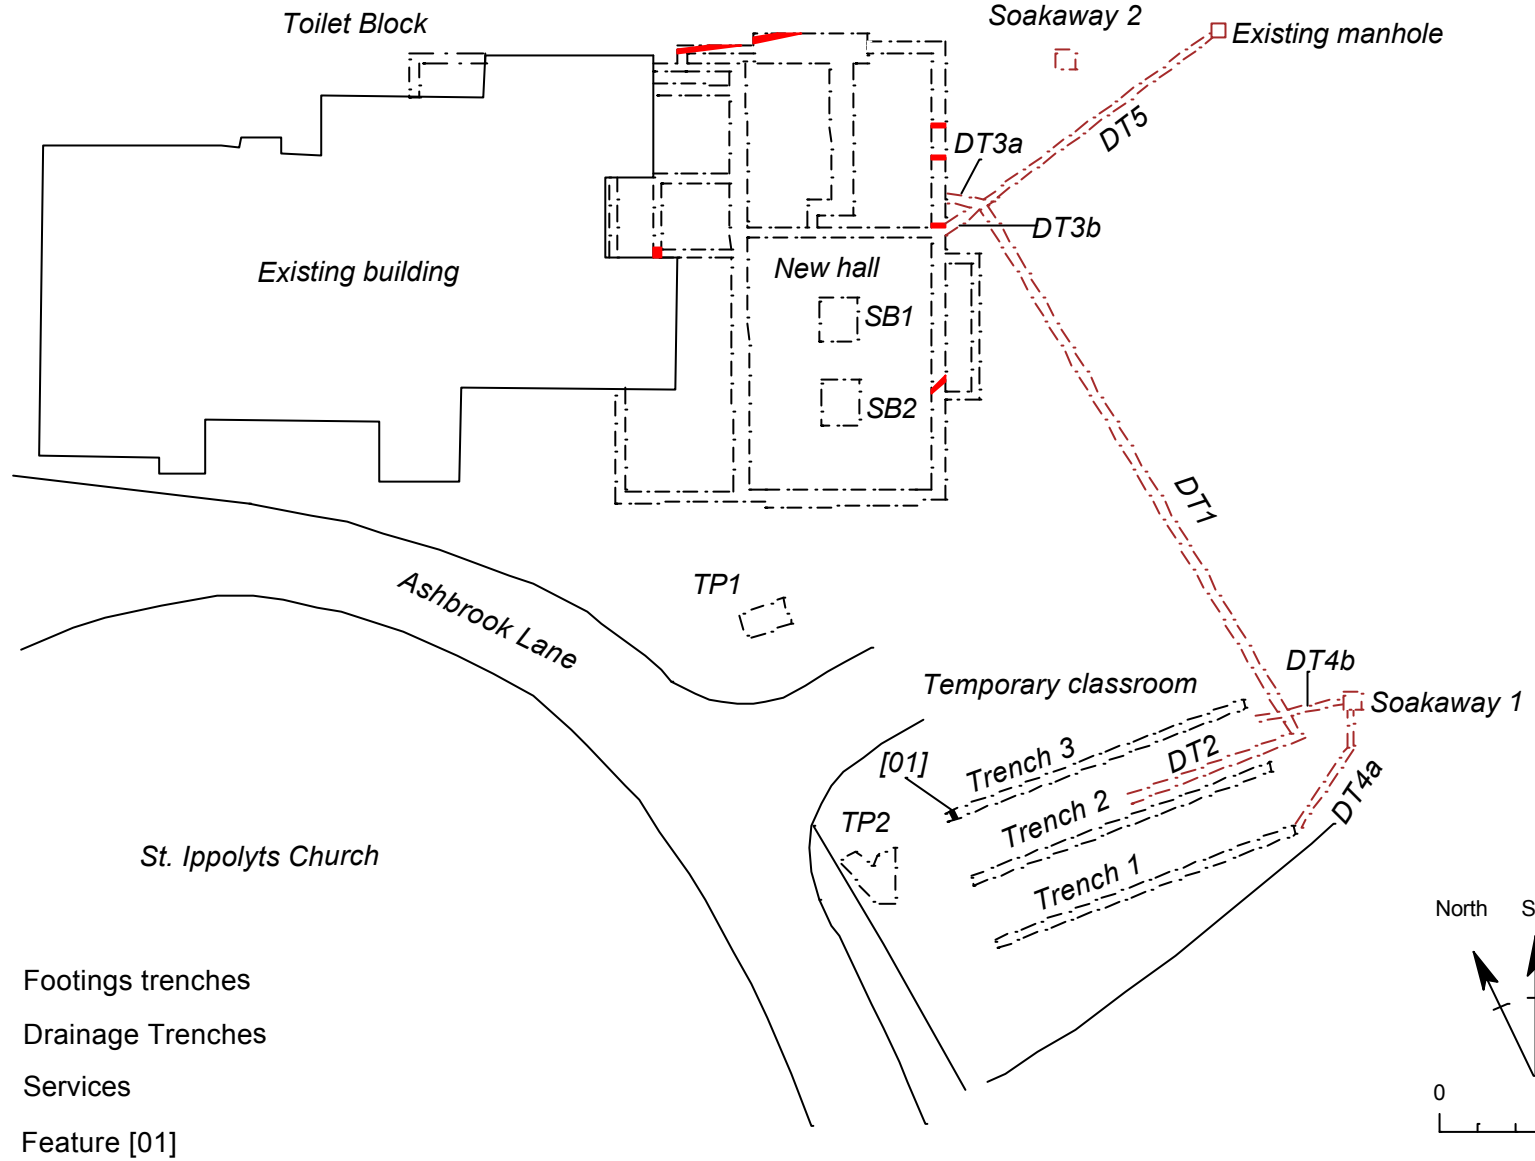 Toilet Block
Soakaway 2
Existing manhole
DT5
DT3a
DT3b
Existing building
New hall
SB1
SB2
DT1
TP1
Ashbrook Lane
DT4b
Temporary classroom
Soakaway 1
[01]
Trench 3
DT2
DT4a
TP2
Trench 2
St. Ippolyts Church
Trench 1
North S
Footings trenches
Drainage Trenches
Services
0
Feature [01]